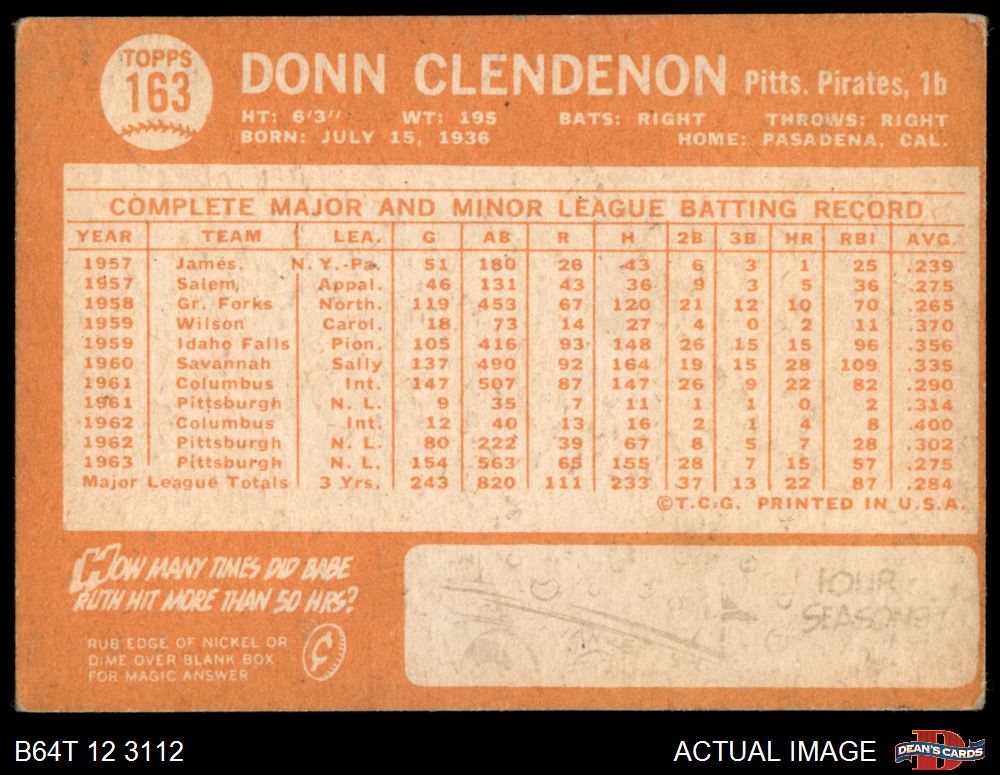 TOPPS
163
DONN CLENDENON Pitts. Pirates, 1b
HT: 6'3" WT: 195 BATS: RIGHT THROWS: RIGHT
BORN: JULY 15, 1936 HOME: PASADENA, CAL.
COMPLETE MAJOR AND MINOR LEAGUE BATTING RECORD
YEAR TEAM LEA. G AB R H 2B 3B HR RBI AVG.
1957 James. N. Y.-Pa. 51 180 26 43 6 3 1 25 .239
1957 Salem, Appal. 46 131 43 36 9 3 5 36 .275
1958 Gr. Forks North. 119 453 67 120 21 12 10 70 .265
1959 Wilson Carol. 18 73 14 27 4 0 2 11 .370
1959 Idaho Falls Pion. 105 416 93 148 26 15 15 96 .356
1960 Savannah Sally 137 490 92 164 19 15 28 109 .335
1961 Columbus Int. 147 507 87 147 26 9 22 82 .290
1961 Pittsburgh N. L. 9 35 7 11 1 1 0 2 .314
1962 Columbus Int. 12 40 13 16 2 1 4 8 .400
1962 Pittsburgh N. L. 80 222 39 67 8 5 7 28 .302
1963 Pittsburgh N. L. 154 563 65 155 28 7 15 57 .275
Major League Totals 3 Yrs. 243 820 111 233 37 13 22 87 .284
©T.C.G. PRINTED IN U.S.A.
HOW MANY TIMES DID BABE
RUTH HIT MORE THAN 50 HRS?
RUB EDGE OF NICKEL OR
DIME OVER BLANK BOX
FOR MAGIC ANSWER
¢
FOUR
SEASONS
B64T 12 3112
ACTUAL IMAGE
DEAN'S CARDS